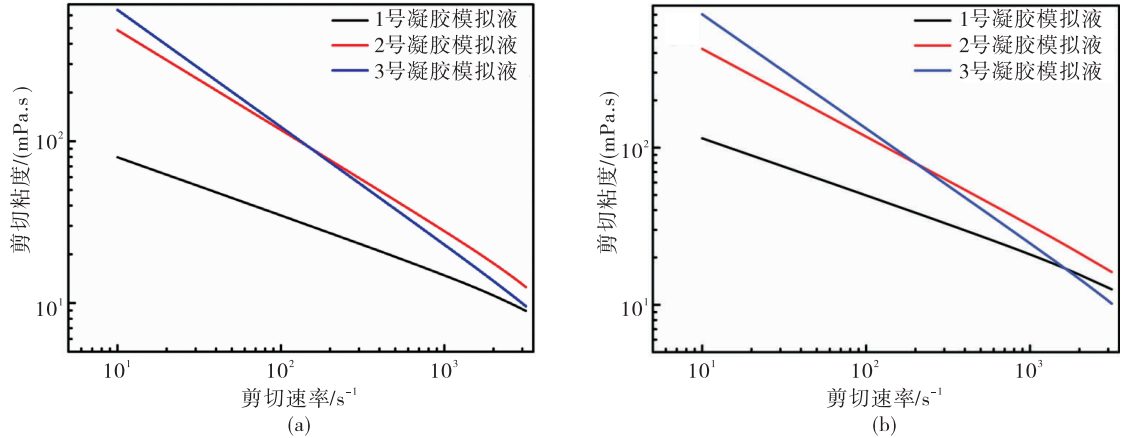 1号凝胶模拟液
2号凝胶模拟液
3号凝胶模拟液
剪切粘度/(mPa.s)
10²
10¹
10¹ 10² 10³
剪切速率/s⁻¹
(a)
1号凝胶模拟液
2号凝胶模拟液
3号凝胶模拟液
剪切粘度/(mPa.s)
10²
10¹
10¹ 10² 10³
剪切速率/s⁻¹
(b)